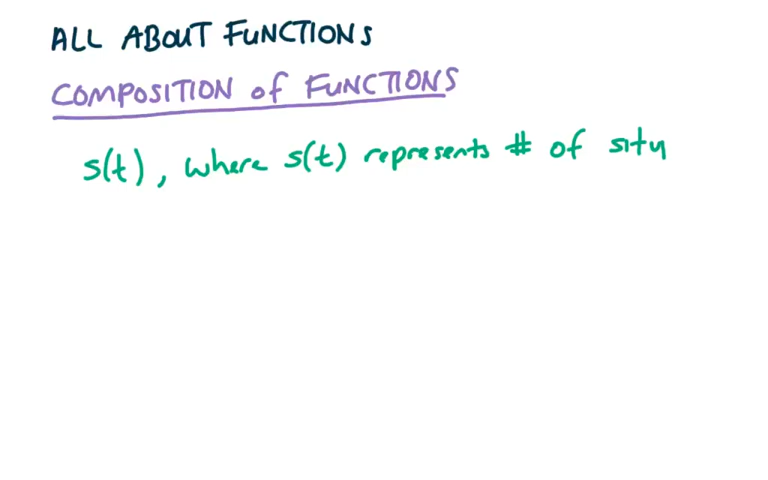 ALL ABOUT FUNCTIONS
COMPOSITION of FUNCTIONS
s(t), where s(t) represents # of